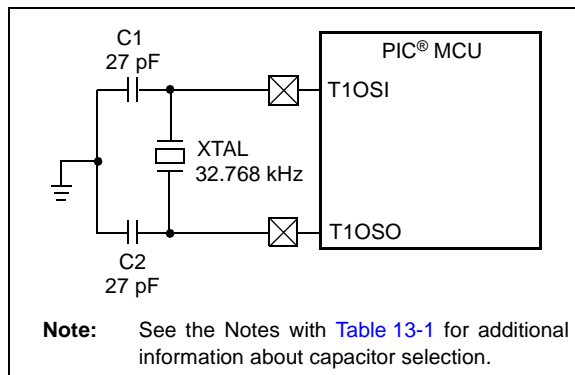 C1
27 pF
PIC® MCU
T1OSI
XTAL
32.768 kHz
T1OSO
C2
27 pF
Note: See the Notes with Table 13-1 for additional
information about capacitor selection.